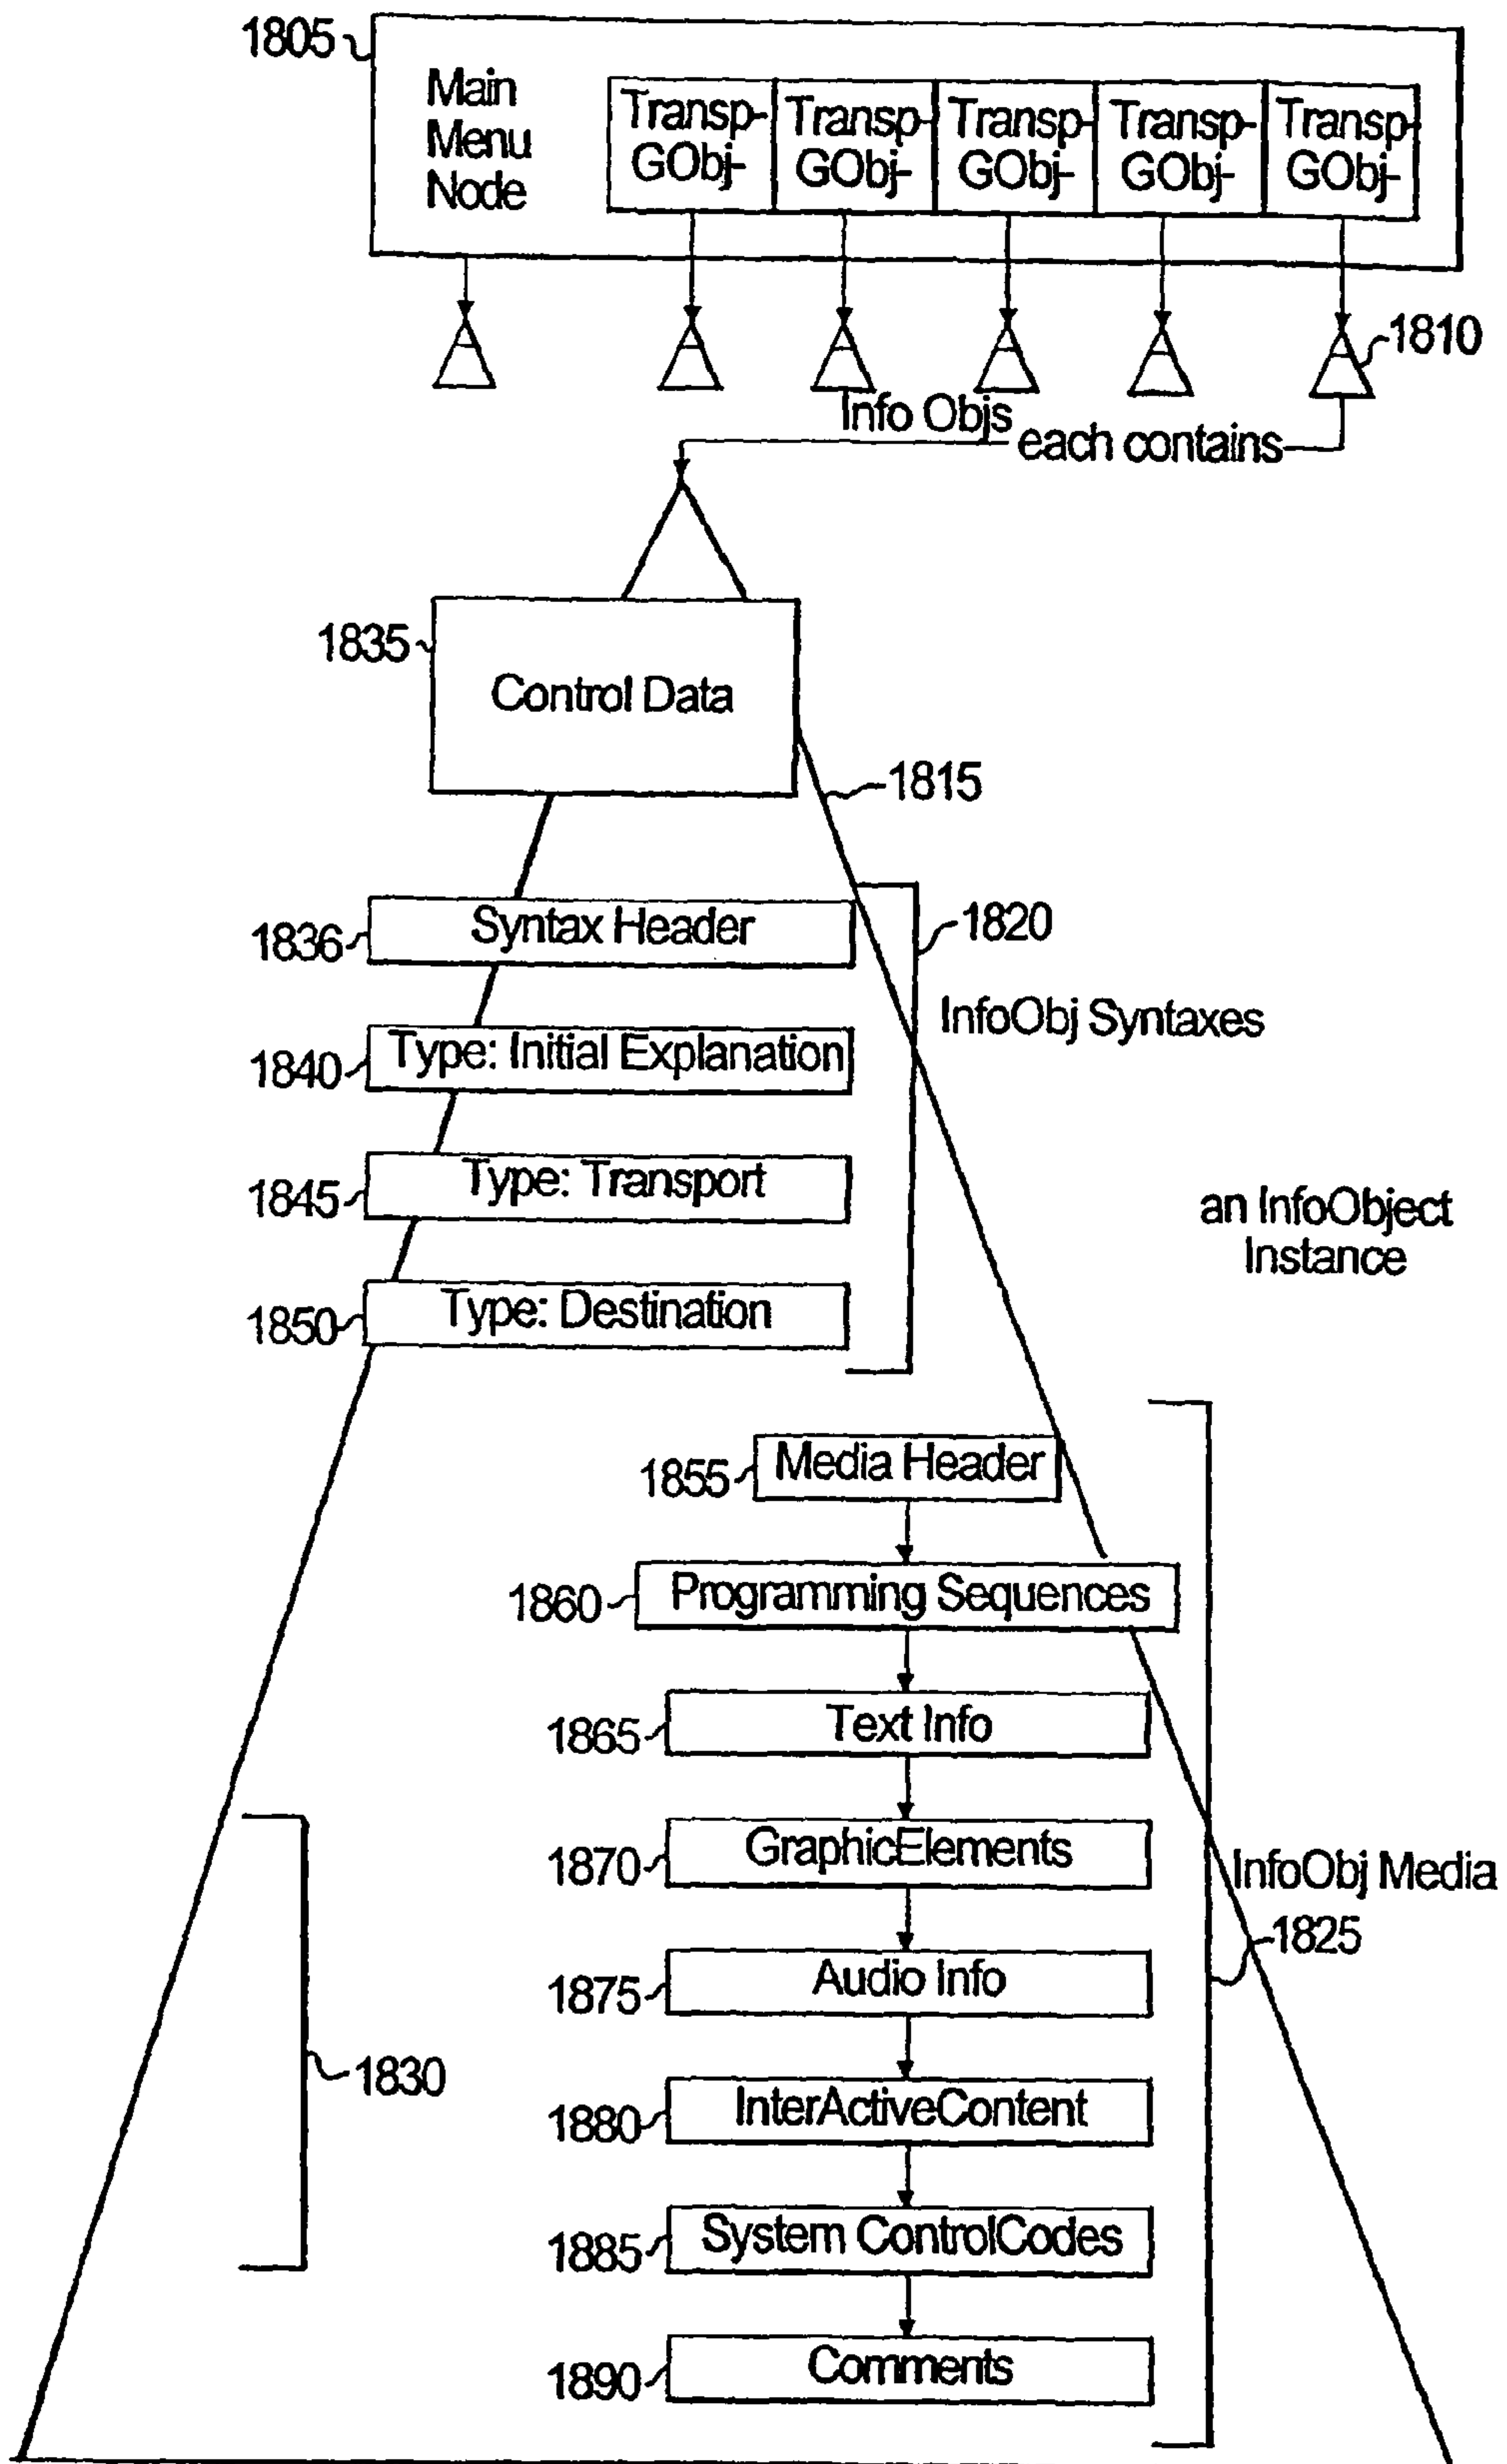 1805
Main
Menu
Node
Transp-
GObj-
Transp-
GObj-
Transp-
GObj-
Transp-
GObj-
Transp-
GObj-
1810
Info Objs
each contains
1835
Control Data
1815
1836
Syntax Header
1820
InfoObj Syntaxes
1840
Type: Initial Explanation
1845
Type: Transport
an InfoObject
Instance
1850
Type: Destination
1855
Media Header
1860
Programming Sequences
1865
Text Info
1870
GraphicElements
InfoObj Media
1825
1875
Audio Info
1830
1880
InterActiveContent
1885
System ControlCodes
1890
Comments